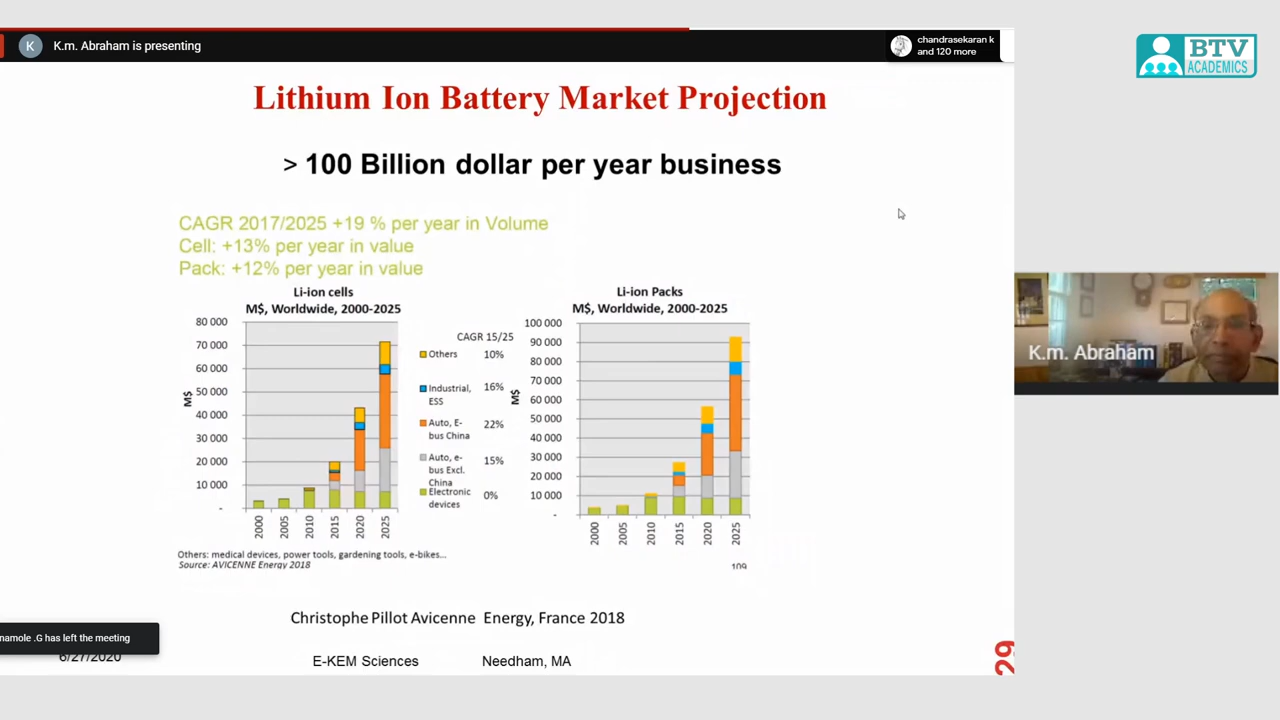 K
K.m. Abraham is presenting
chandrasekaran k
and 120 more
BTV
ACADEMICS
Lithium Ion Battery Market Projection
> 100 Billion dollar per year business
CAGR 2017/2025 +19 % per year in Volume
Cell: +13% per year in value
Pack: +12% per year in value
Li-ion cells
M$, Worldwide, 2000-2025
80 000
70 000
60 000
50 000
40 000
30 000
20 000
10 000
-
M$
2000
2005
2010
2015
2020
2025
CAGR 15/25
Others 10%
Industrial, ESS 16%
Auto, E-bus China 22%
Auto, e-bus Excl. China 15%
Electronic devices 0%
Li-ion Packs
M$, Worldwide, 2000-2025
100 000
90 000
80 000
70 000
60 000
50 000
40 000
30 000
20 000
10 000
-
M$
2000
2005
2010
2015
2020
2025
Others: medical devices, power tools, gardening tools, e-bikes...
Source: AVICENNE Energy 2018
109
K.m. Abraham
Christophe Pillot Avicenne Energy, France 2018
namole .G has left the meeting
6/27/2020
E-KEM Sciences Needham, MA
29